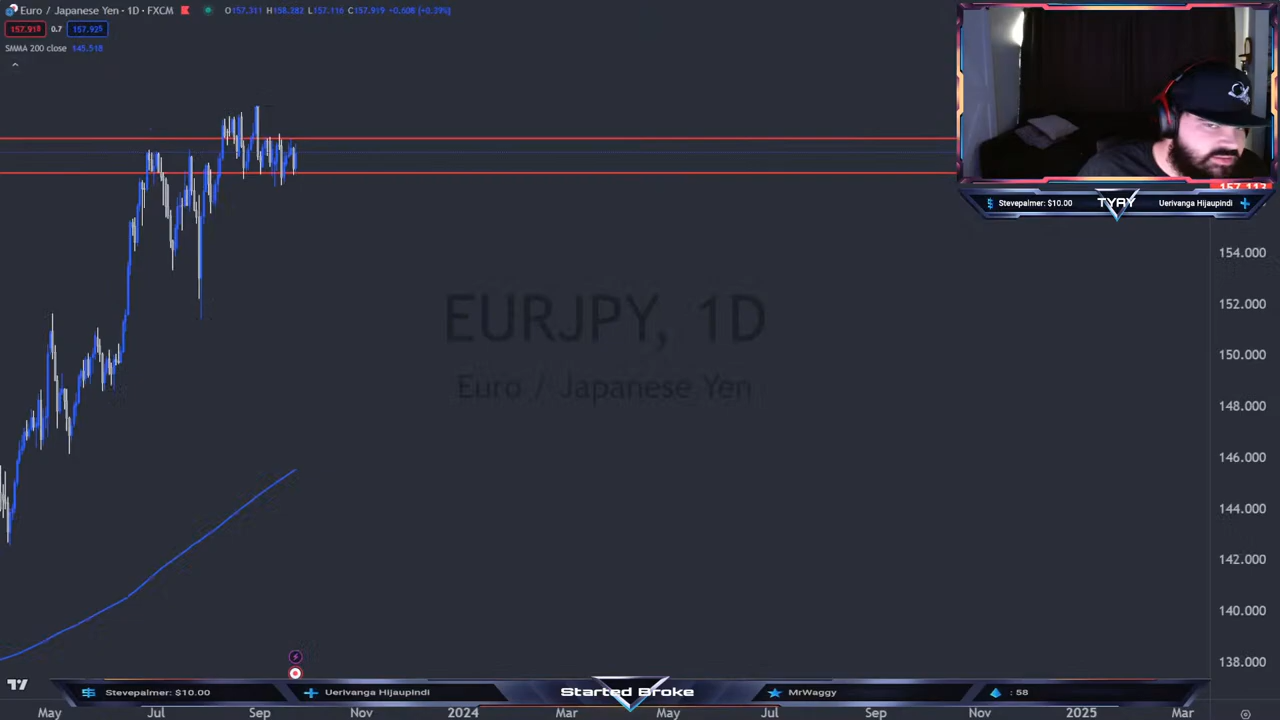 Euro / Japanese Yen · 1D · FXCM
O157.311 H158.282 L157.116 C157.919 +0.608 (+0.39%)
157.918 0.7 157.925
SMMA 200 close 145.518
157.113
Stevepalmer: $10.00 TYAY Uerivanga Hijaupindi
154.000
152.000
150.000
148.000
146.000
144.000
142.000
140.000
138.000
EURJPY, 1D
Euro / Japanese Yen
Stevepalmer: $10.00 Uerivanga Hijaupindi Started Broke MrWaggy : 58
May Jul Sep Nov 2024 Mar May Jul Sep Nov 2025 Mar